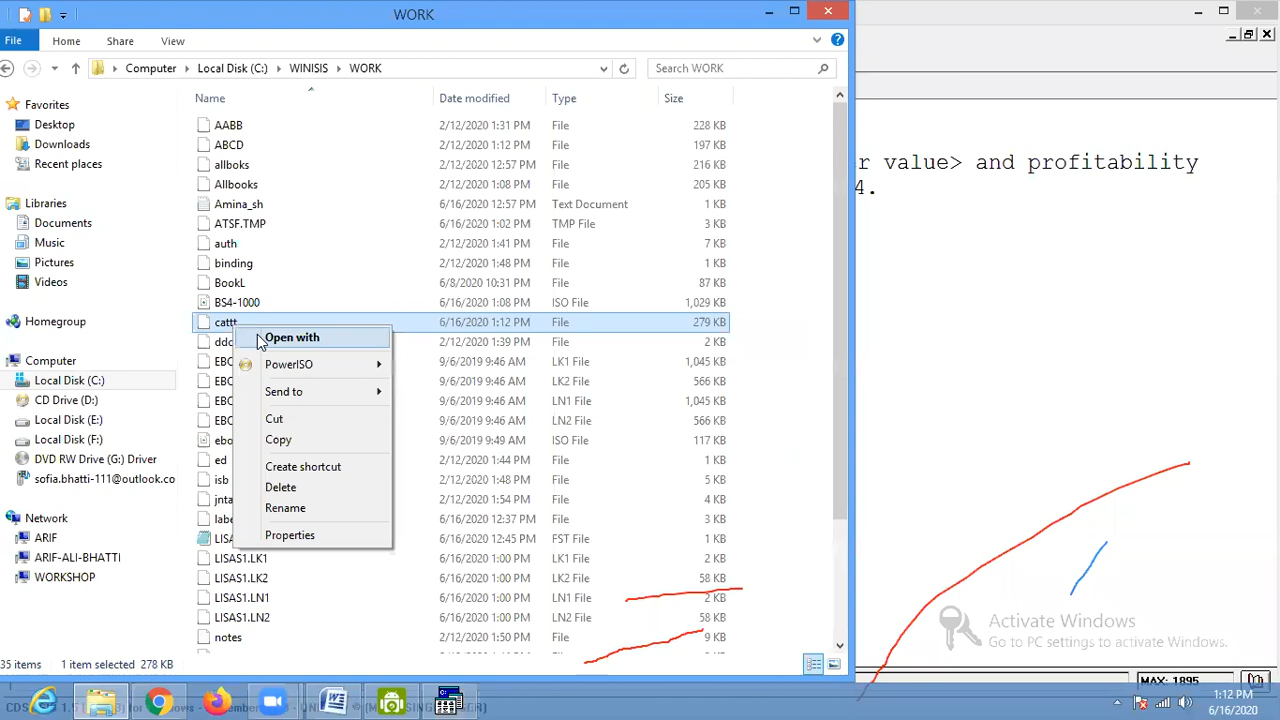 WORK
File Home Share View
Computer Local Disk (C:) WINISIS WORK Search WORK
Name Date modified Type Size
Favorites
Desktop
Downloads
Recent places
Libraries
Documents
Music
Pictures
Videos
Homegroup
Computer
Local Disk (C:)
CD Drive (D:)
Local Disk (E:)
Local Disk (F:)
DVD RW Drive (G:) Driver
sofia.bhatti-111@outlook.co
Network
ARIF
ARIF-ALI-BHATTI
WORKSHOP
AABB 2/12/2020 1:31 PM File 228 KB
ABCD 2/12/2020 1:12 PM File 197 KB
allboks 2/12/2020 12:57 PM File 216 KB
Allbooks 2/12/2020 1:08 PM File 205 KB
Amina_sh 6/16/2020 12:57 PM Text Document 1 KB
ATSF.TMP 6/16/2020 1:02 PM TMP File 3 KB
auth 2/12/2020 1:41 PM File 7 KB
binding 2/12/2020 1:48 PM File 1 KB
BookL 6/8/2020 10:31 PM File 87 KB
BS4-1000 6/16/2020 1:08 PM ISO File 1,029 KB
cattt 6/16/2020 1:12 PM File 279 KB
ddc 2/12/2020 1:39 PM File 2 KB
EBC 9/6/2019 9:46 AM LK1 File 1,045 KB
EBC 9/6/2019 9:46 AM LK2 File 566 KB
EBC 9/6/2019 9:46 AM LN1 File 1,045 KB
EBC 9/6/2019 9:46 AM LN2 File 566 KB
ebo 9/6/2019 9:49 AM ISO File 117 KB
ed 2/12/2020 1:44 PM File 1 KB
isb 2/12/2020 1:49 PM File 5 KB
jnta 2/12/2020 1:54 PM File 4 KB
labe 6/16/2020 12:37 PM File 3 KB
LISA 6/16/2020 12:45 PM FST File 1 KB
LISAS1.LK1 6/16/2020 1:00 PM LK1 File 2 KB
LISAS1.LK2 6/16/2020 1:00 PM LK2 File 58 KB
LISAS1.LN1 6/16/2020 1:00 PM LN1 File 2 KB
LISAS1.LN2 6/16/2020 1:00 PM LN2 File 58 KB
notes 2/12/2020 1:50 PM File 9 KB
Open with
PowerISO
Send to
Cut
Copy
Create shortcut
Delete
Rename
Properties
35 items 1 item selected 278 KB
r value> and profitability
4.
Activate Windows
Go to PC settings to activate Windows.
MAX: 1895
1:12 PM
6/16/2020